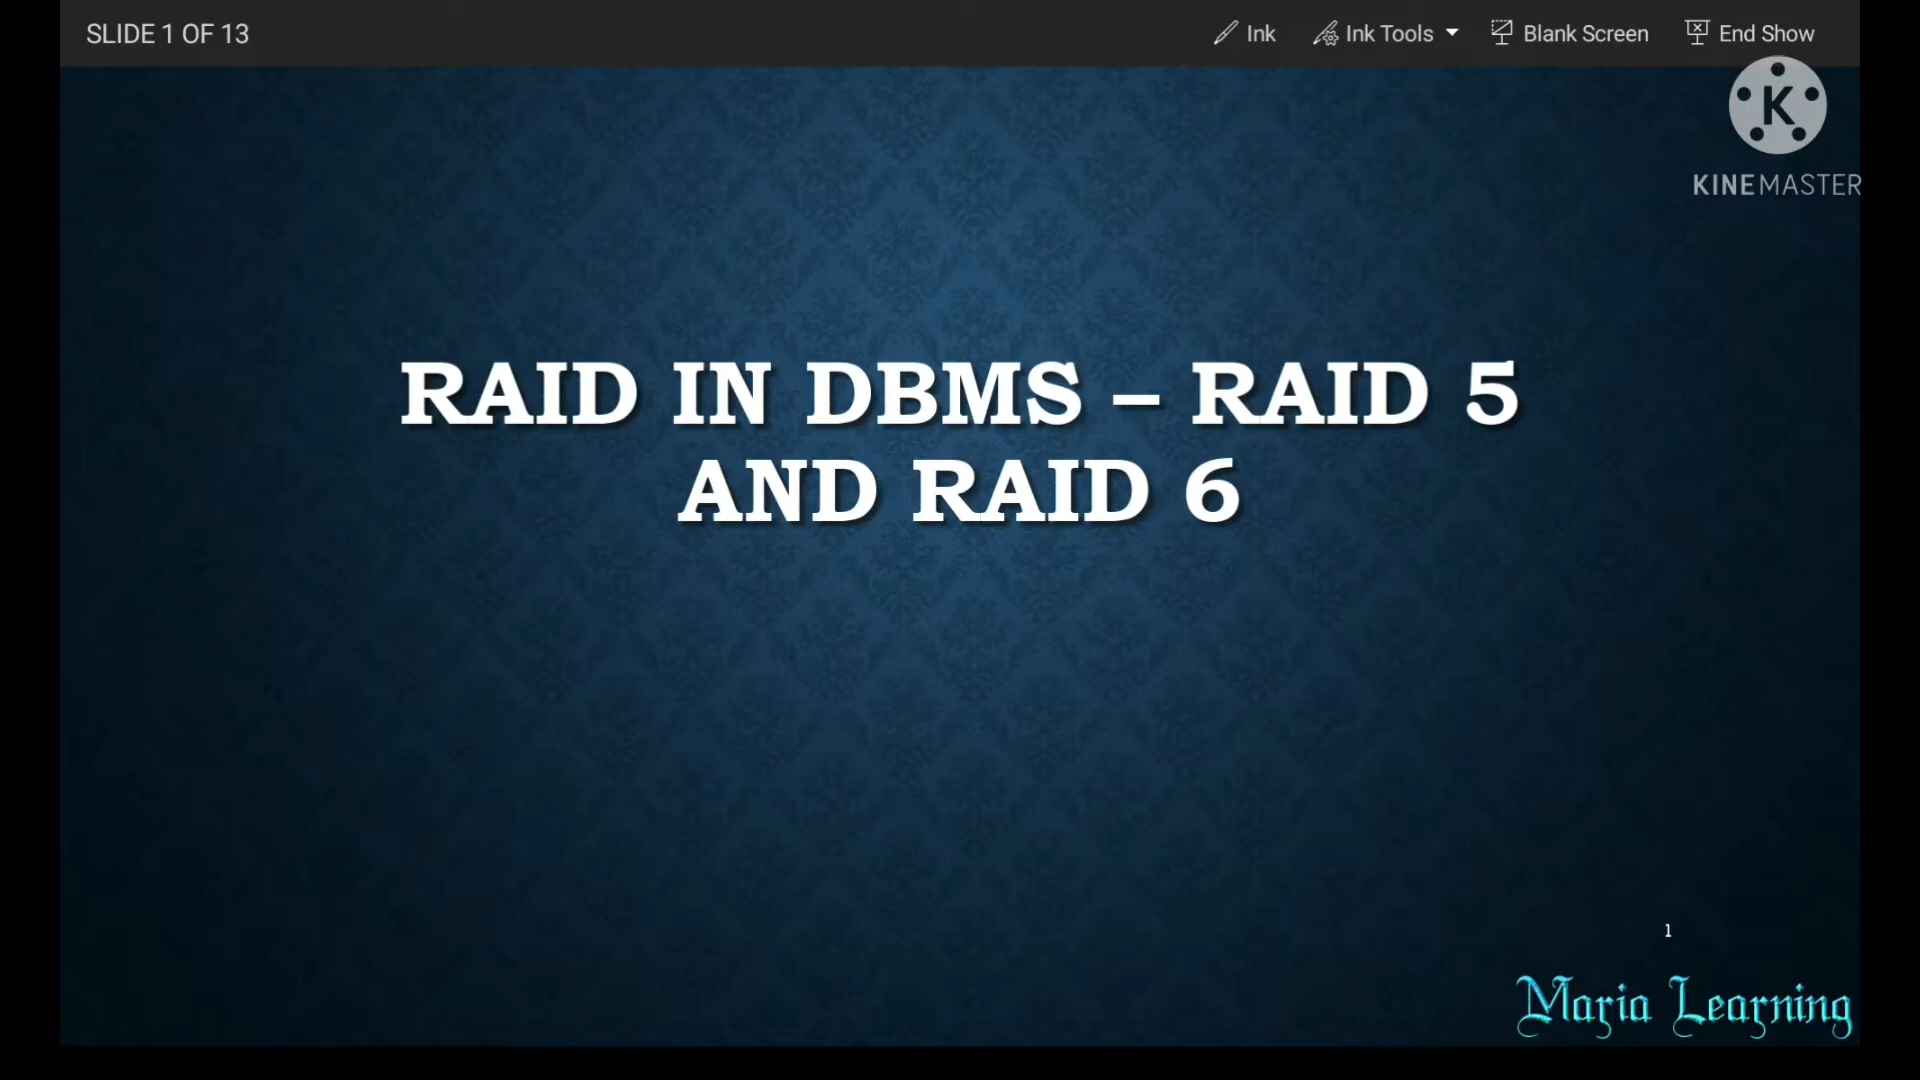 SLIDE 1 OF 13
Ink
Ink Tools
Blank Screen
End Show
K
KINEMASTER
RAID IN DBMS – RAID 5
AND RAID 6
1
Maria Learning